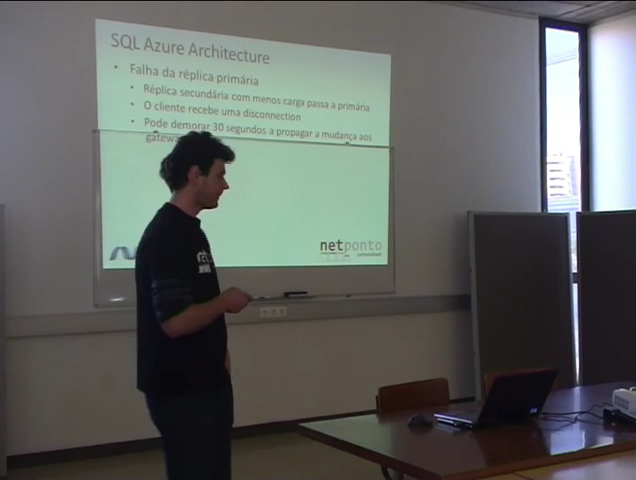 SQL Azure Architecture
• Falha da réplica primária
• Réplica secundária com menos carga passa a primária
• O cliente recebe uma disconnection
• Pode demorar 30 segundos a propagar a mudança aos
netponto